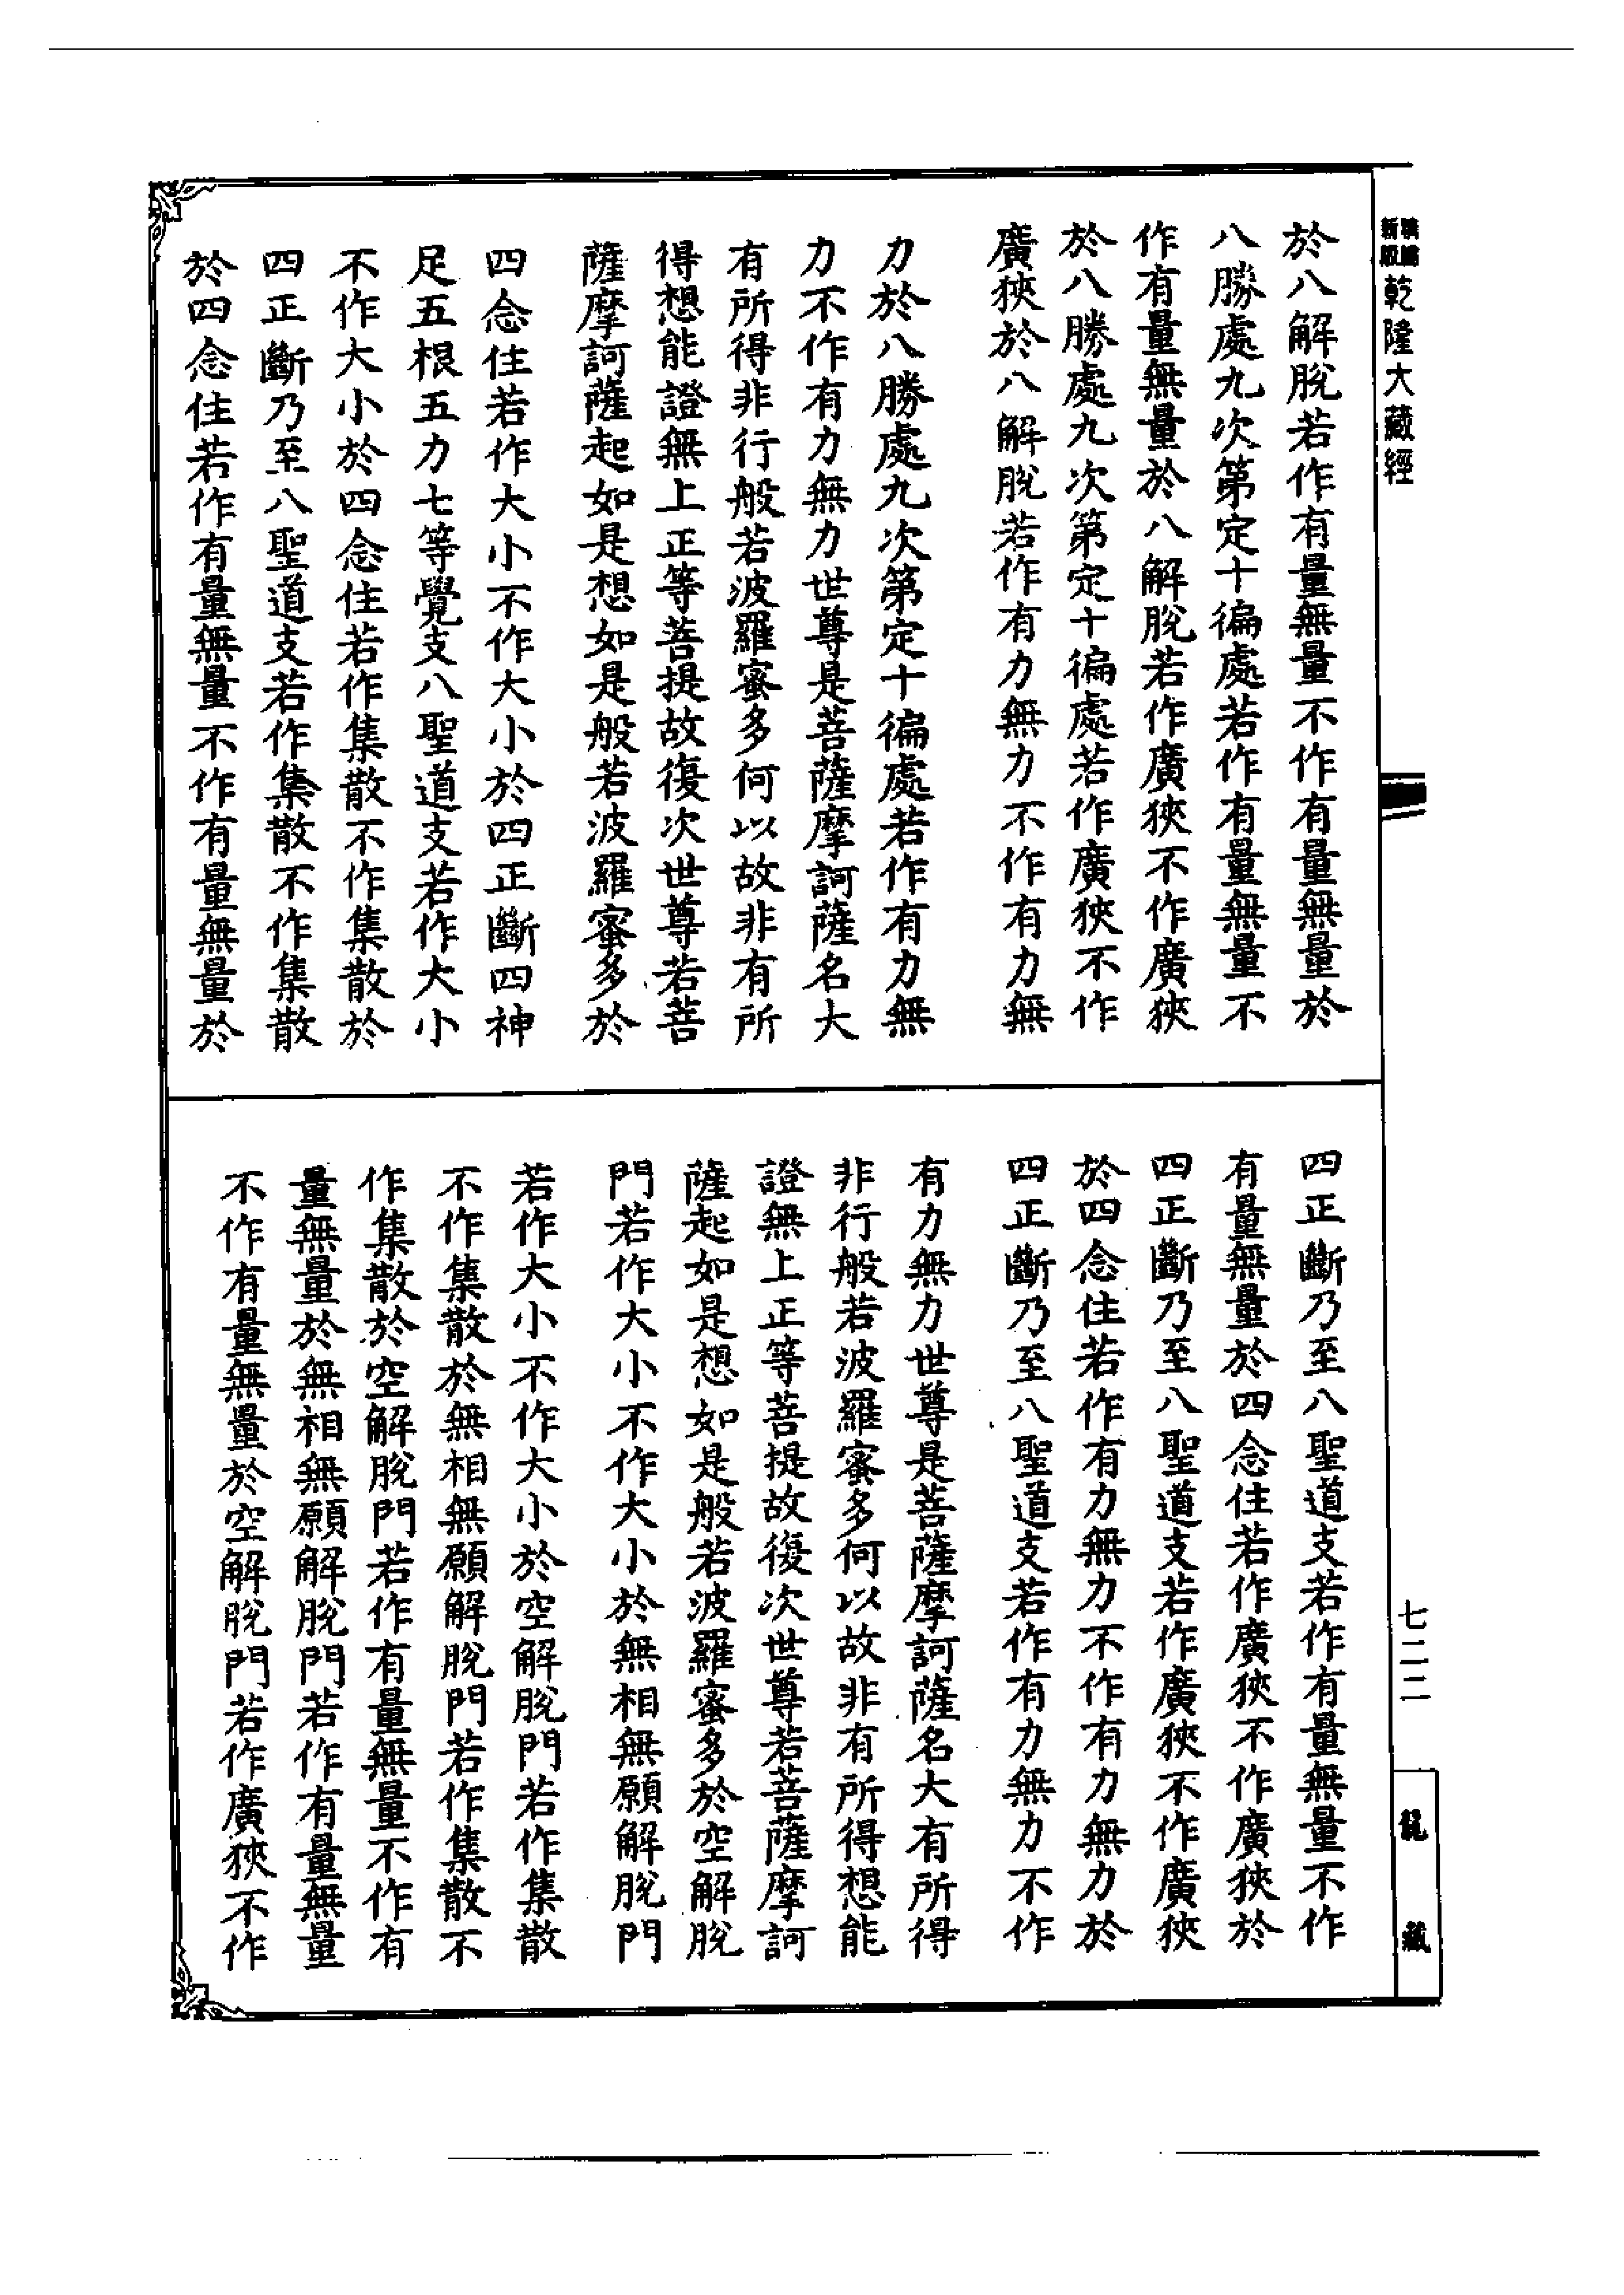 新版
乾隆大藏經
於八解脫若作有量無量不作有量無量於
八勝處九次第定十徧處若作有量無量不
作有量無量於八解脫若作廣狹不作廣狹
於八勝處九次第定十徧處若作廣狹不作
廣狹於八解脫若作有力無力不作有力無
力於八勝處九次第定十徧處若作有力無
力不作有力無力世尊是菩薩摩訶薩名大
有所得非行般若波羅蜜多何以故非有所
得想能證無上正等菩提故復次世尊若菩
薩摩訶薩起如是想如是般若波羅蜜多於
四念住若作大小不作大小於四正斷四神
足五根五力七等覺支八聖道支若作大小
不作大小於四念住若作集散不作集散於
四正斷乃至八聖道支若作集散不作集散
於四念住若作有量無量不作有量無量於
四正斷乃至八聖道支若作有量無量不作
有量無量於四念住若作廣狹不作廣狹於
四正斷乃至八聖道支若作廣狹不作廣狹
於四念住若作有力無力不作有力無力於
四正斷乃至八聖道支若作有力無力不作
有力無力世尊是菩薩摩訶薩名大有所得
非行般若波羅蜜多何以故非有所得想能
證無上正等菩提故復次世尊若菩薩摩訶
薩起如是想如是般若波羅蜜多於空解脫
門若作大小不作大小於無相無願解脫門
若作大小不作大小於空解脫門若作集散
不作集散於無相無願解脫門若作集散不
作集散於空解脫門若作有量無量不作有
量無量於無相無願解脫門若作有量無量
不作有量無量於空解脫門若作廣狹不作
七二二
龍藏